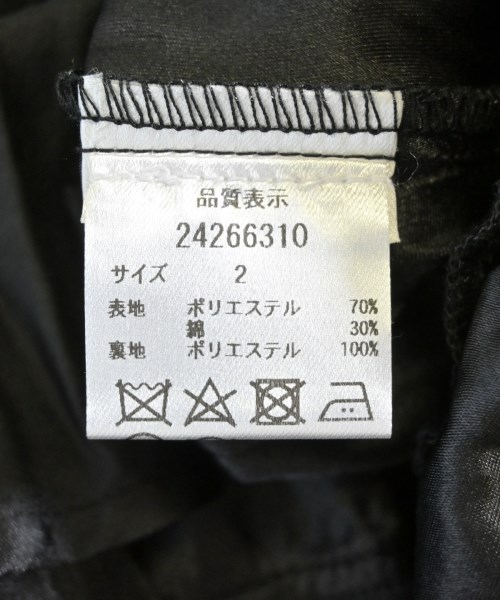 品質表示
24266310
サイズ 2
表地 ポリエステル 70%
綿 30%
裏地 ポリエステル 100%